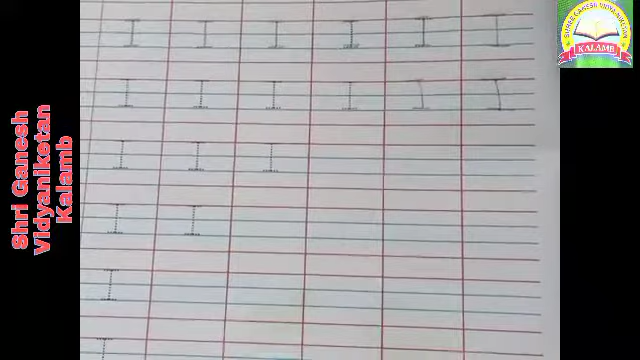 I I I I I I
I I I I I I
I I I
I I
I
I
Shri Ganesh
Vidyaniketan
Kalamb
SHREE GANESH VIDYANIKETAN
KALAMB